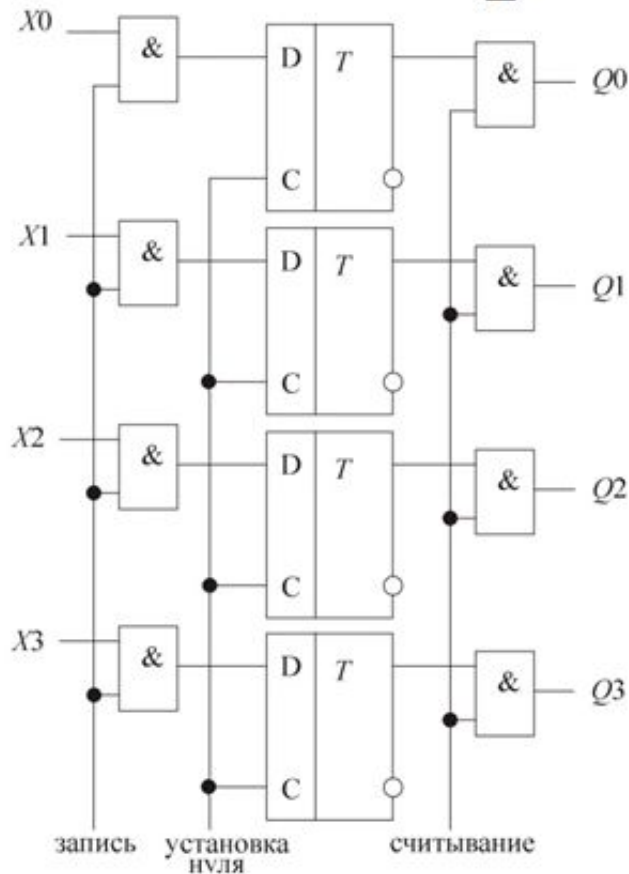 X0
&
D T
&
Q0
C
X1
&
D T
&
Q1
C
X2
&
D T
&
Q2
C
X3
&
D T
&
Q3
C
запись
установка
нуля
считывание